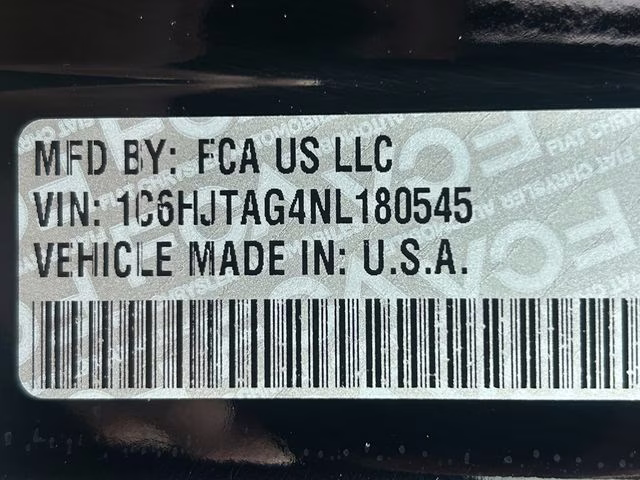 MFD BY: FCA US LLC
VIN: 1C6HJTAG4NL180545
VEHICLE MADE IN: U.S.A.